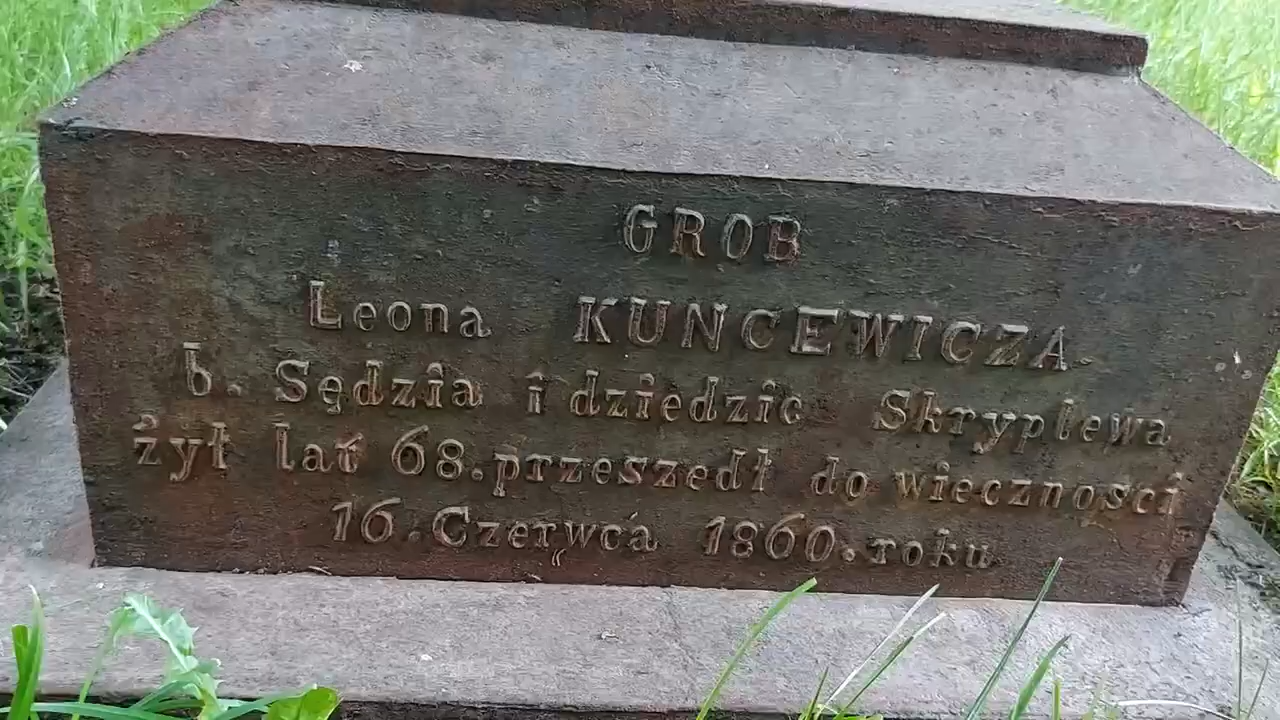 GROB
Leona KUNCEWICZA
b. Sędzia i dziedzic Skryplewa
żył lat 68. przeszedł do wieczności
16. Czerwca 1860. roku